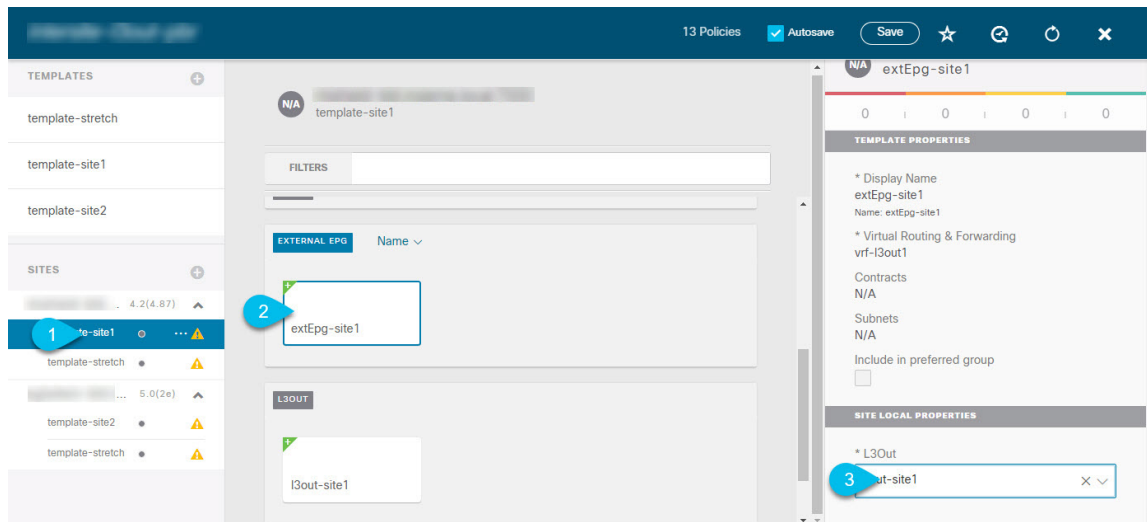 13 Policies
Autosave
Save
TEMPLATES
template-stretch
template-site1
template-site2
SITES
... 4.2(4.87)
1
te-site1 ...
template-stretch
... 5.0(2e)
template-site2
template-stretch
N/A
template-site1
FILTERS
EXTERNAL EPG Name
2
extEpg-site1
L3OUT
l3out-site1
N/A extEpg-site1
0 0 0 0
TEMPLATE PROPERTIES
* Display Name
extEpg-site1
Name: extEpg-site1
* Virtual Routing & Forwarding
vrf-l3out1
Contracts
N/A
Subnets
N/A
Include in preferred group
SITE LOCAL PROPERTIES
* L3Out
3 ut-site1